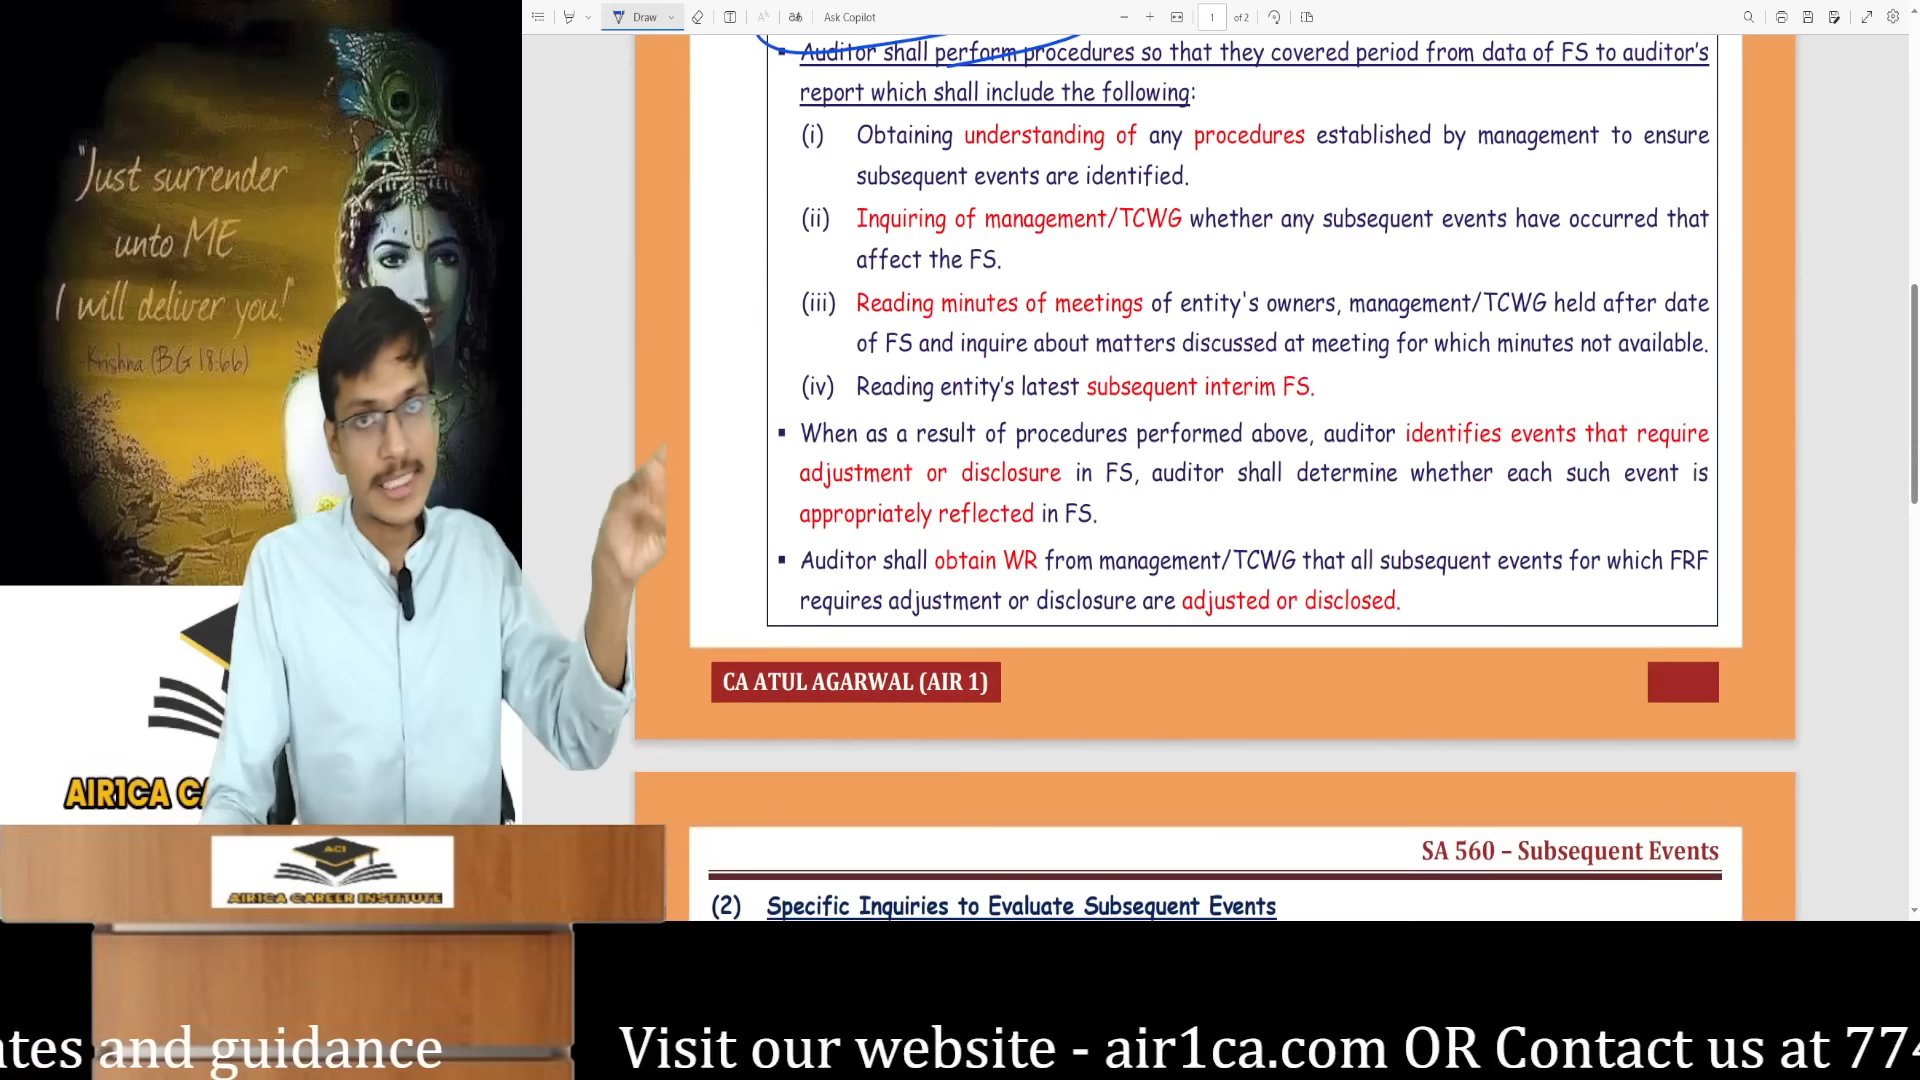 Draw
Ask Copilot
1
of 2
"Just surrender
unto ME
I will deliver you!"
- Krishna (B.G 18:66)
Auditor shall perform procedures so that they covered period from data of FS to auditor's
report which shall include the following:
(i) Obtaining understanding of any procedures established by management to ensure
subsequent events are identified.
(ii) Inquiring of management/TCWG whether any subsequent events have occurred that
affect the FS.
(iii) Reading minutes of meetings of entity's owners, management/TCWG held after date
of FS and inquire about matters discussed at meeting for which minutes not available.
(iv) Reading entity's latest subsequent interim FS.
When as a result of procedures performed above, auditor identifies events that require
adjustment or disclosure in FS, auditor shall determine whether each such event is
appropriately reflected in FS.
Auditor shall obtain WR from management/TCWG that all subsequent events for which FRF
requires adjustment or disclosure are adjusted or disclosed.
CA ATUL AGARWAL (AIR 1)
SA 560 – Subsequent Events
(2) Specific Inquiries to Evaluate Subsequent Events
AIR1CA CA
ACI
AIR1CA CAREER INSTITUTE
and guidance
Visit our website - air1ca.com OR Contact us at 774